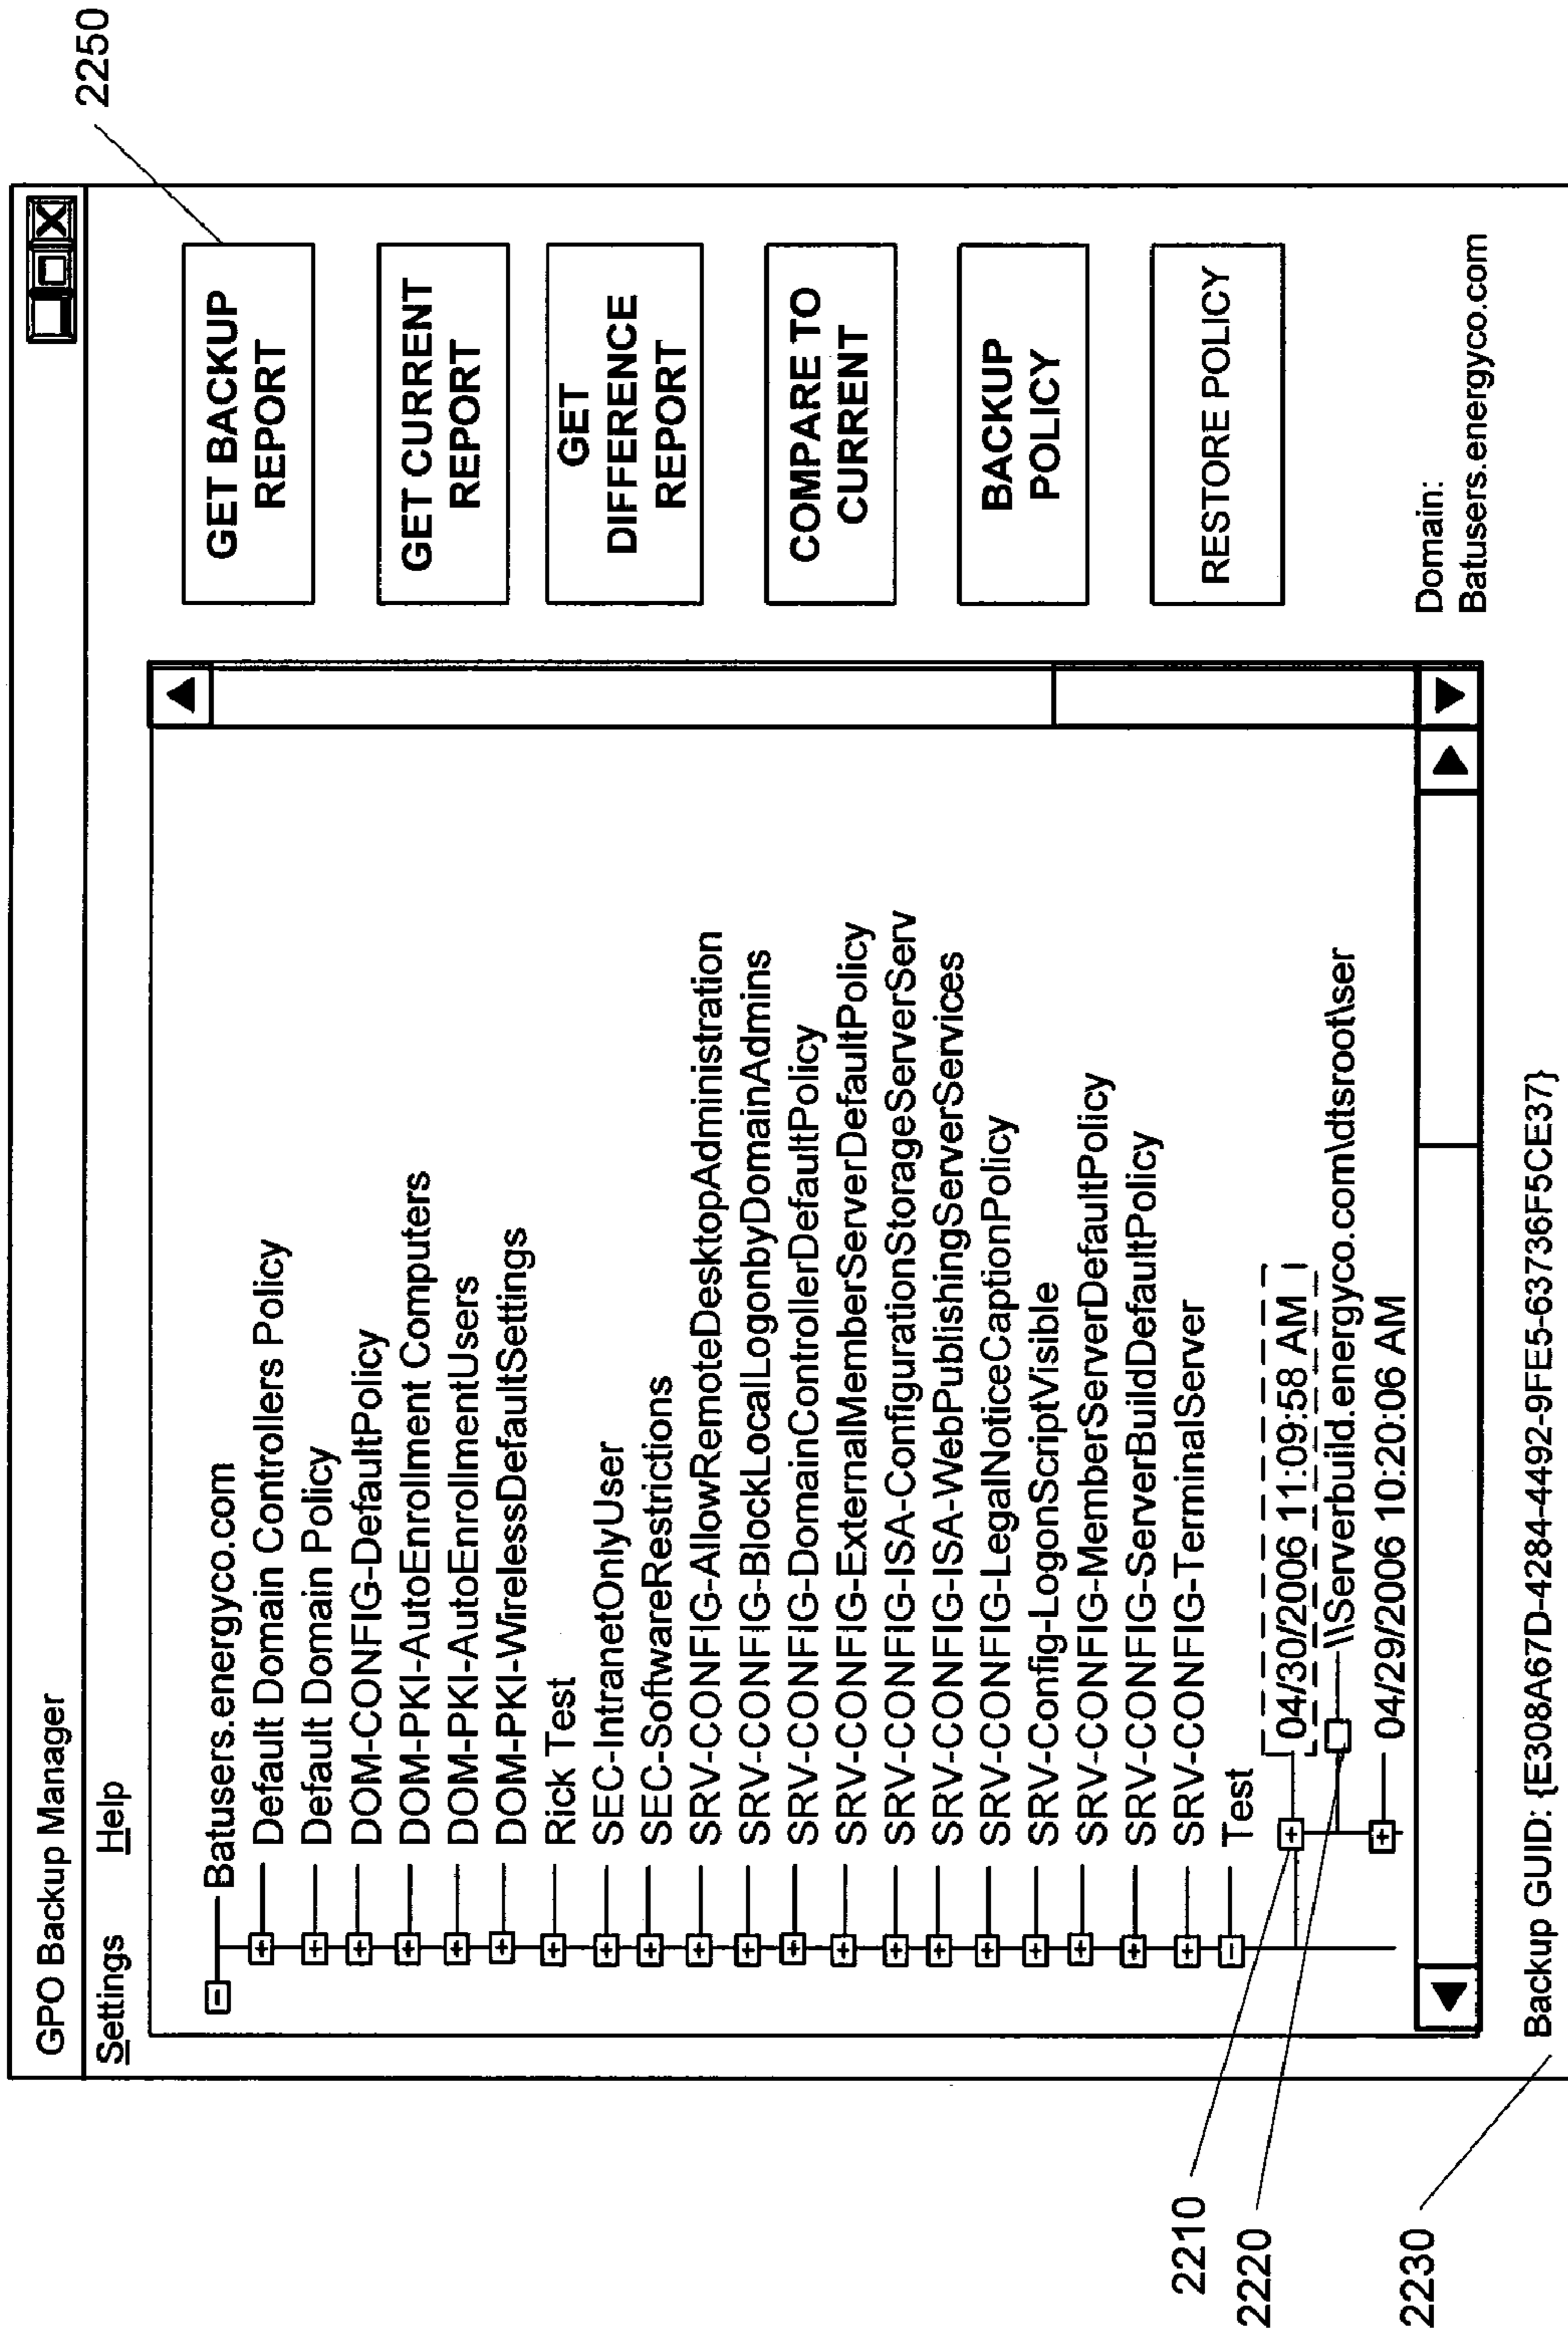 GPO Backup Manager
Settings Help
Batusers.energyco.com
Default Domain Controllers Policy
Default Domain Policy
DOM-CONFIG-DefaultPolicy
DOM-PKI-AutoEnrollment Computers
DOM-PKI-AutoEnrollmentUsers
DOM-PKI-WirelessDefaultSettings
Rick Test
SEC-IntranetOnlyUser
SEC-SoftwareRestrictions
SRV-CONFIG-AllowRemoteDesktopAdministration
SRV-CONFIG-BlockLocalLogonbyDomainAdmins
SRV-CONFIG-DomainControllerDefaultPolicy
SRV-CONFIG-ExternalMemberServerDefaultPolicy
SRV-CONFIG-ISA-ConfigurationStorageServerServ
SRV-CONFIG-ISA-WebPublishingServerServices
SRV-CONFIG-LegalNoticeCaptionPolicy
SRV-Config-LogonScriptVisible
SRV-CONFIG-MemberServerDefaultPolicy
SRV-CONFIG-ServerBuildDefaultPolicy
SRV-CONFIG-TerminalServer
Test
04/30/2006 11:09:58 AM
\\Serverbuild.energyco.com\dtsroot\ser
04/29/2006 10:20:06 AM
GET BACKUP
REPORT
GET CURRENT
REPORT
GET
DIFFERENCE
REPORT
COMPARE TO
CURRENT
BACKUP
POLICY
RESTORE POLICY
Domain:
Batusers.energyco.com
Backup GUID: {E308A67D-4284-4492-9FE5-63736F5CE37}
2250
2210
2220
2230